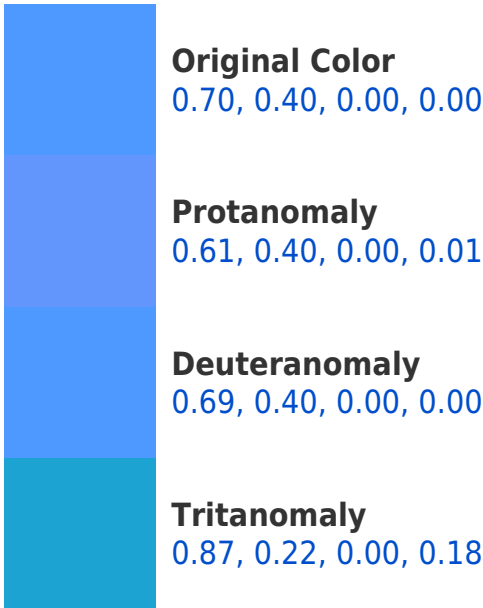 Original Color
0.70, 0.40, 0.00, 0.00
Protanomaly
0.61, 0.40, 0.00, 0.01
Deuteranomaly
0.69, 0.40, 0.00, 0.00
Tritanomaly
0.87, 0.22, 0.00, 0.18